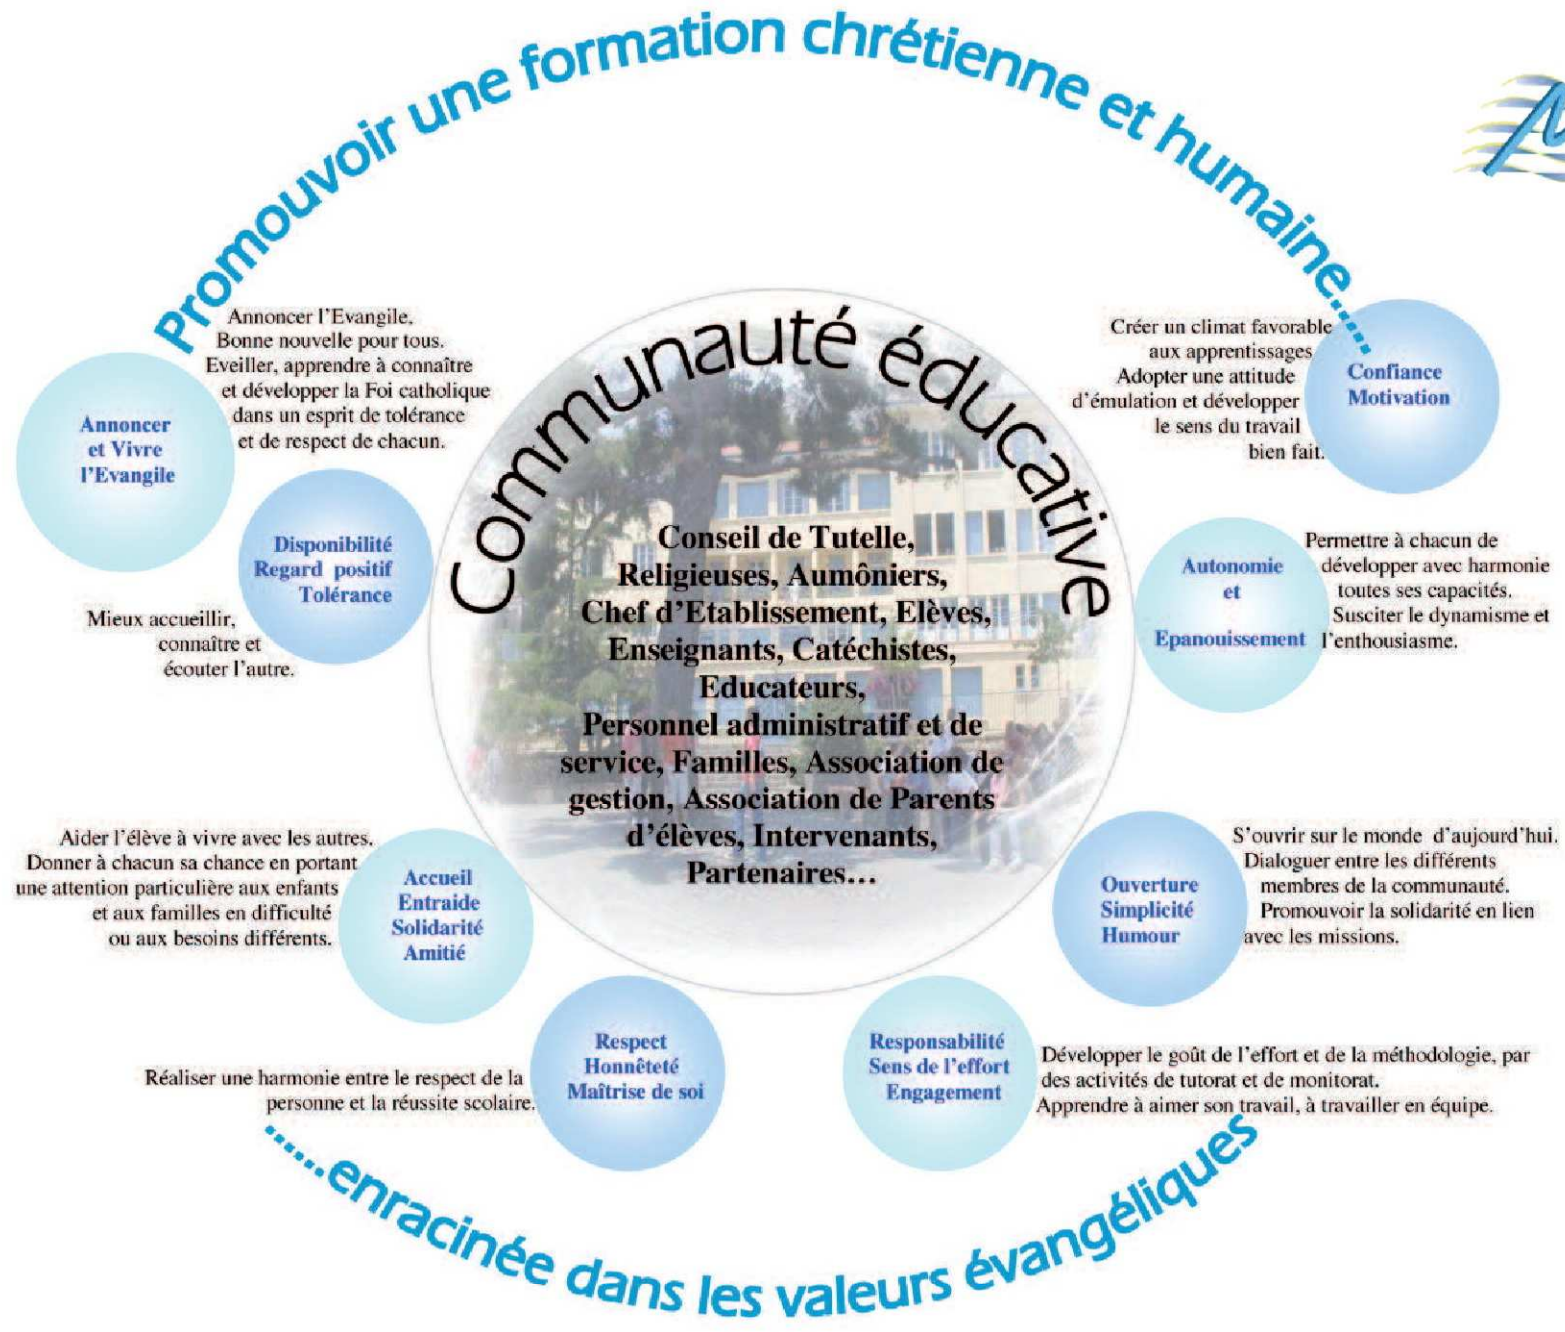 Promouvoir une formation chrétienne et humaine.....
Annoncer l'Evangile,
Bonne nouvelle pour tous.
Eveiller, apprendre à connaître
et développer la Foi catholique
dans un esprit de tolérance
et de respect de chacun.
Annoncer
et Vivre
l'Evangile
Disponibilité
Regard positif
Tolérance
Mieux accueillir,
connaître et
écouter l'autre.
Aider l'élève à vivre avec les autres.
Donner à chacun sa chance en portant
une attention particulière aux enfants
et aux familles en difficulté
ou aux besoins différents.
Accueil
Entraide
Solidarité
Amitié
Réaliser une harmonie entre le respect de la
personne et la réussite scolaire.
Respect
Honnêteté
Maîtrise de soi
Communauté éducative
Conseil de Tutelle,
Religieuses, Aumôniers,
Chef d'Etablissement, Elèves,
Enseignants, Catéchistes,
Educateurs,
Personnel administratif et de
service, Familles, Association de
gestion, Association de Parents
d'élèves, Intervenants,
Partenaires...
Créer un climat favorable
aux apprentissages
Adopter une attitude
d'émulation et développer
le sens du travail
bien fait.
Confiance
Motivation
Autonomie
et
Epanouissement
Permettre à chacun de
développer avec harmonie
toutes ses capacités.
Susciter le dynamisme et
l'enthousiasme.
Ouverture
Simplicité
Humour
S'ouvrir sur le monde d'aujourd'hui.
Dialoguer entre les différents
membres de la communauté.
Promouvoir la solidarité en lien
avec les missions.
Responsabilité
Sens de l'effort
Engagement
Développer le goût de l'effort et de la méthodologie, par
des activités de tutorat et de monitorat.
Apprendre à aimer son travail, à travailler en équipe.
......enracinée dans les valeurs évangéliques